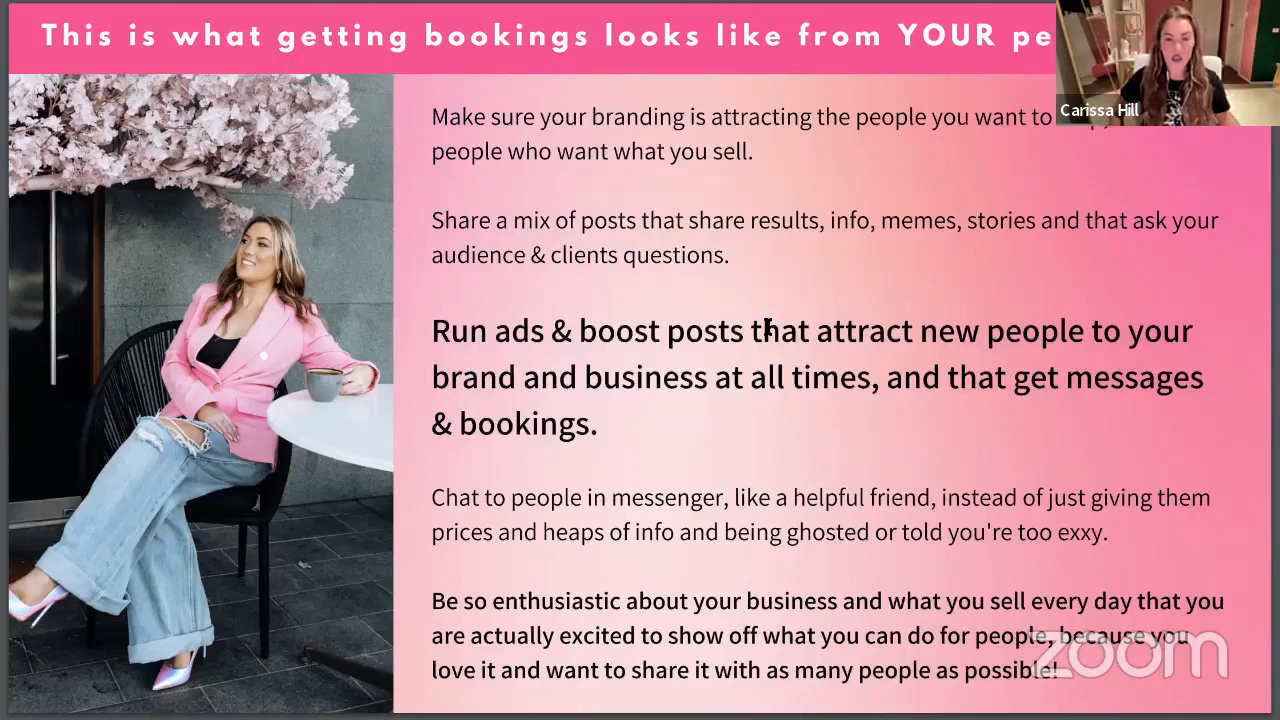 This is what getting bookings looks like from YOUR pe
Carissa Hill
Make sure your branding is attracting the people you want to
people who want what you sell.
Share a mix of posts that share results, info, memes, stories and that ask your
audience & clients questions.
Run ads & boost posts that attract new people to your
brand and business at all times, and that get messages
& bookings.
Chat to people in messenger, like a helpful friend, instead of just giving them
prices and heaps of info and being ghosted or told you're too exxy.
Be so enthusiastic about your business and what you sell every day that you
are actually excited to show off what you can do for people, because you
love it and want to share it with as many people as possible!
zoom